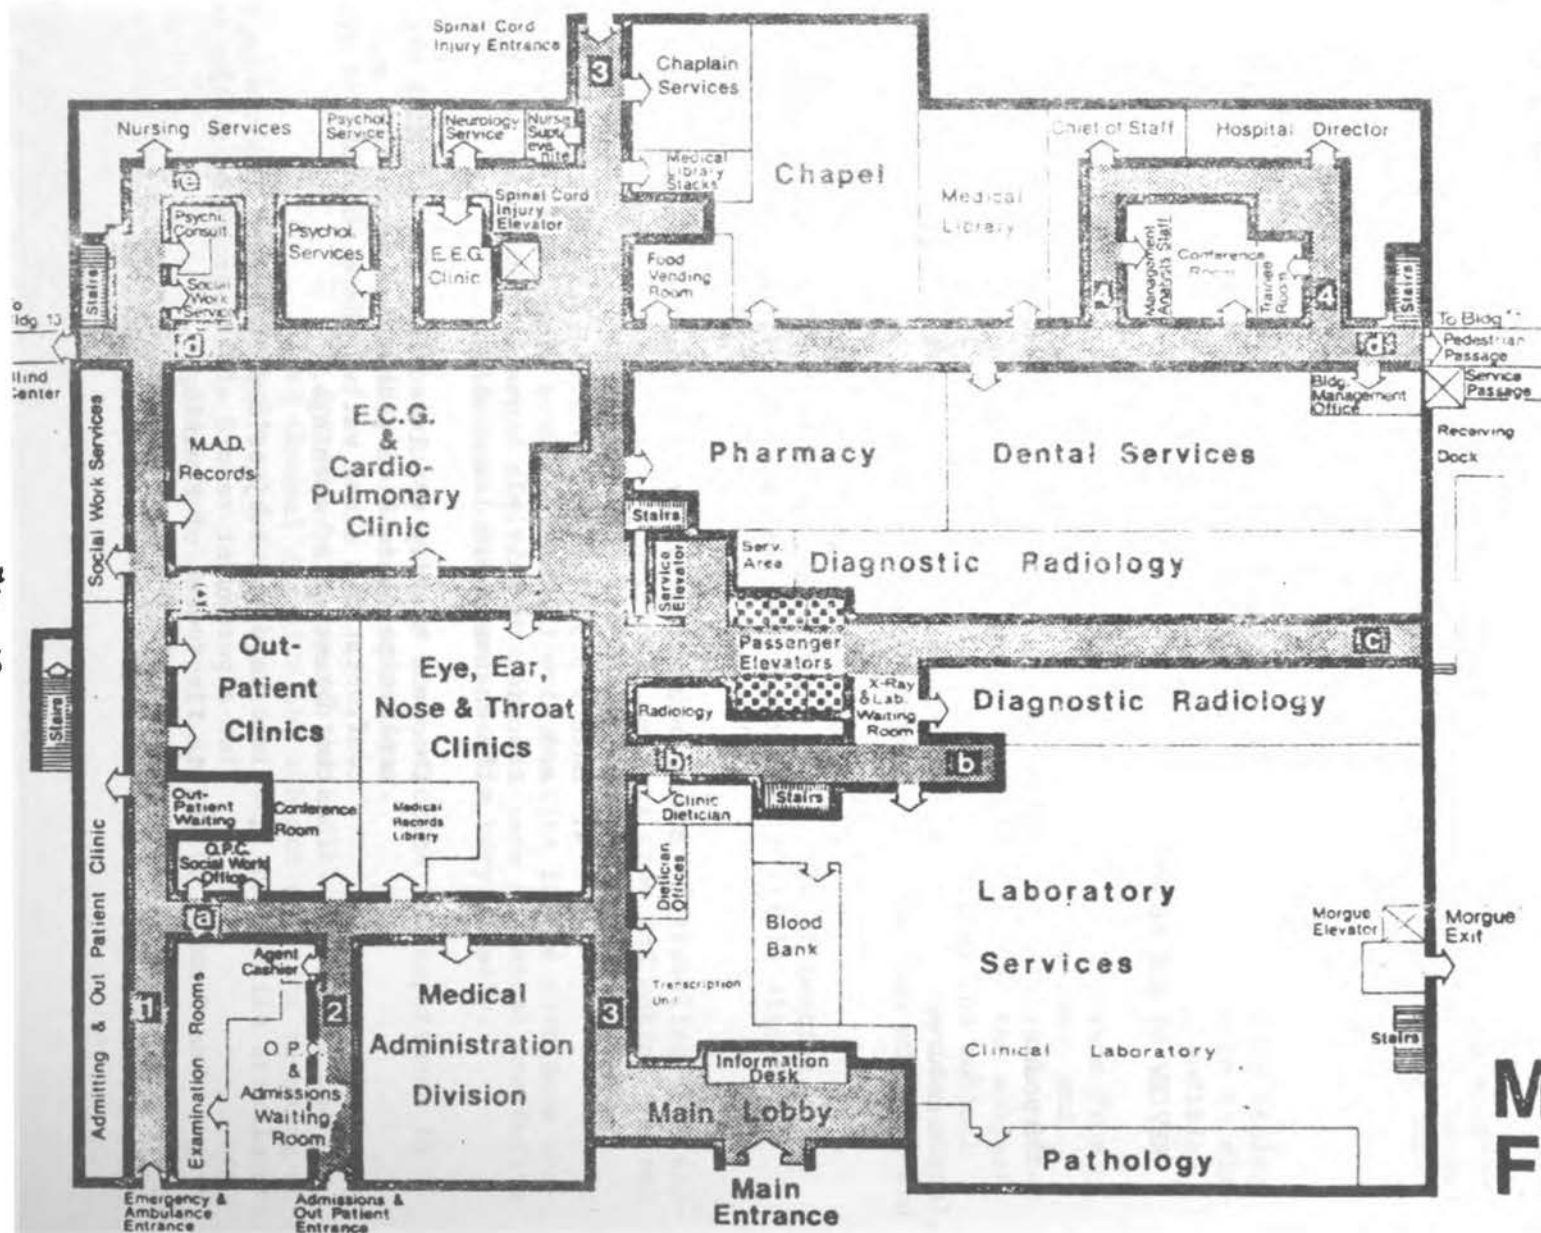 Spinal Cord
Injury Entrance
3
Chaplain
Services
Nursing Services
Psychol.
Service
Neurology
Service
Nurse
Supt.
Chief of Staff
Hospital Director
e
Medical
Library
Stacks
Chapel
Medical
Library
Spinal Cord
Injury
Elevator
Psych.
Consult.
Psychol.
Services
E.E.G.
Clinic
Social
Work
Service
Food
Vending
Room
Management
Analysis Staff
Conference
Room
Trainee
Room
4
Stairs
Stairs
To
Bldg. 13
d
d
To Bldg
Pedestrian
Passage
Service
Passage
Blind
Center
Bldg.
Management
Office
Receiving
Dock
Social Work Services
M.A.D.
Records
E.C.G.
&
Cardio-
Pulmonary
Clinic
Pharmacy
Dental Services
Stairs
Service
Elevator
Serv.
Area
Diagnostic Radiology
Out-
Patient
Clinics
Eye, Ear,
Nose & Throat
Clinics
Passenger
Elevators
c
Stairs
Radiology
X-Ray
& Lab.
Waiting
Room
Diagnostic Radiology
b
b
Out-
Patient
Waiting
Conference
Room
Medical
Records
Library
Clinic
Dietician
Stairs
O.P.C.
Social Work
Office
Dietician
Offices
Laboratory
Services
Blood
Bank
a
Morgue
Elevator
Morgue
Exit
Admitting & Out Patient Clinic
1
Examination Rooms
Agent
Cashier
2
Medical
Administration
Division
3
Transcription
Unit
O.P.
&
Admissions
Waiting
Room
Information
Desk
Clinical Laboratory
Stairs
Main Lobby
Pathology
Emergency &
Ambulance
Entrance
Admissions &
Out Patient
Entrance
Main
Entrance
M
F